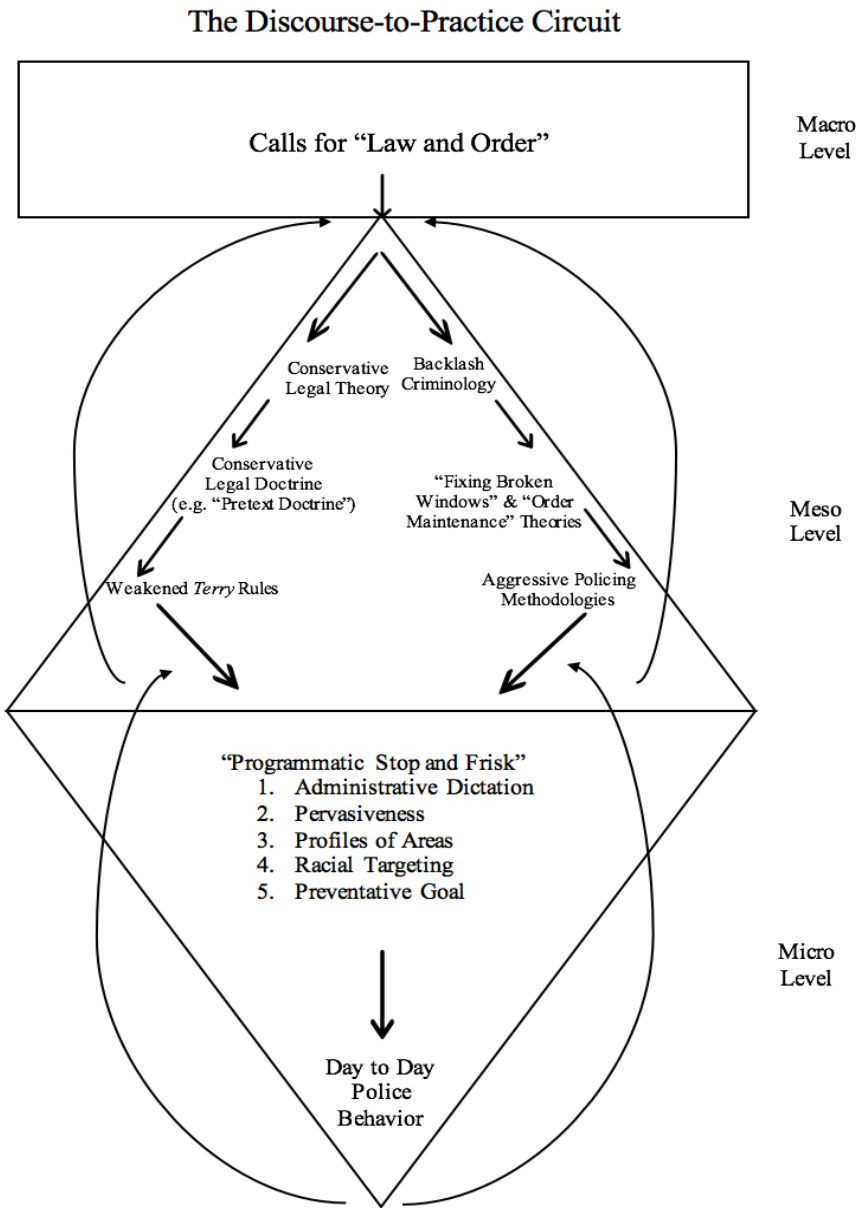 The Discourse-to-Practice Circuit
Calls for “Law and Order”
Macro
Level
Conservative
Legal Theory
Backlash
Criminology
Conservative
Legal Doctrine
(e.g. “Pretext Doctrine”)
“Fixing Broken
Windows” & “Order
Maintenance” Theories
Meso
Level
Weakened Terry Rules
Aggressive Policing
Methodologies
“Programmatic Stop and Frisk”
1. Administrative Dictation
2. Pervasiveness
3. Profiles of Areas
4. Racial Targeting
5. Preventative Goal
Micro
Level
Day to Day
Police
Behavior